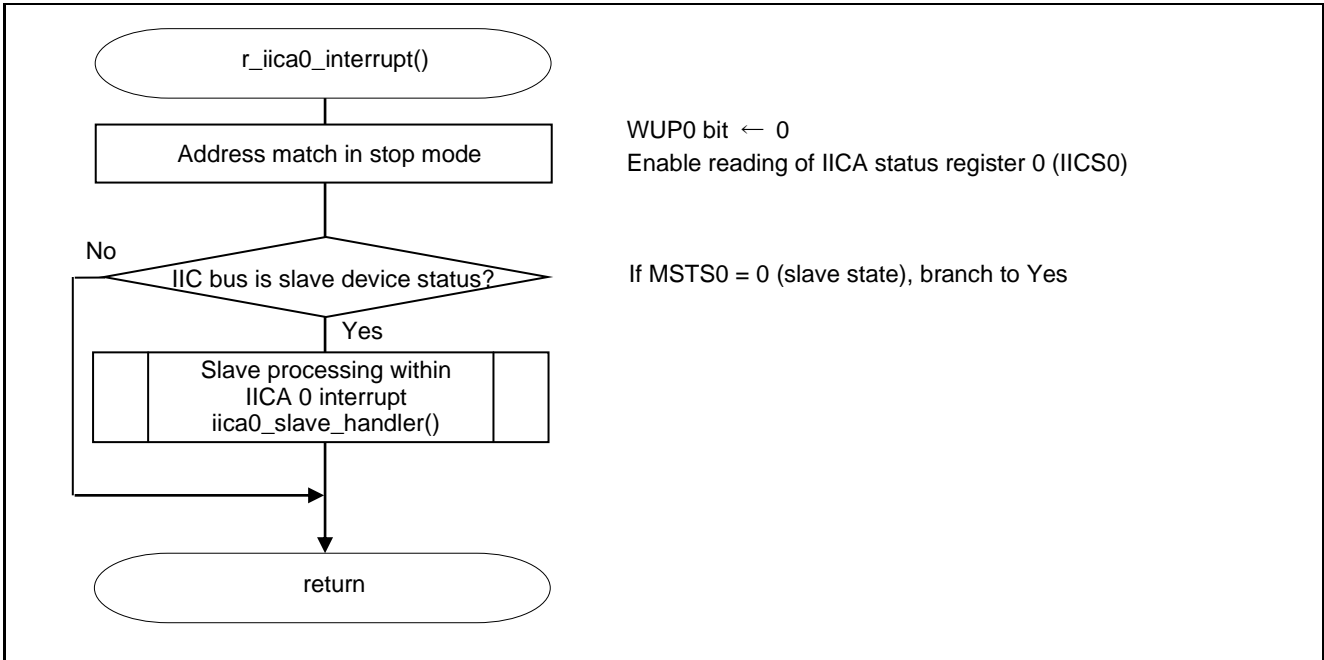 r_iica0_interrupt()
Address match in stop mode
WUP0 bit ← 0
Enable reading of IICA status register 0 (IICS0)
No
IIC bus is slave device status?
If MSTS0 = 0 (slave state), branch to Yes
Yes
Slave processing within
IICA 0 interrupt
iica0_slave_handler()
return